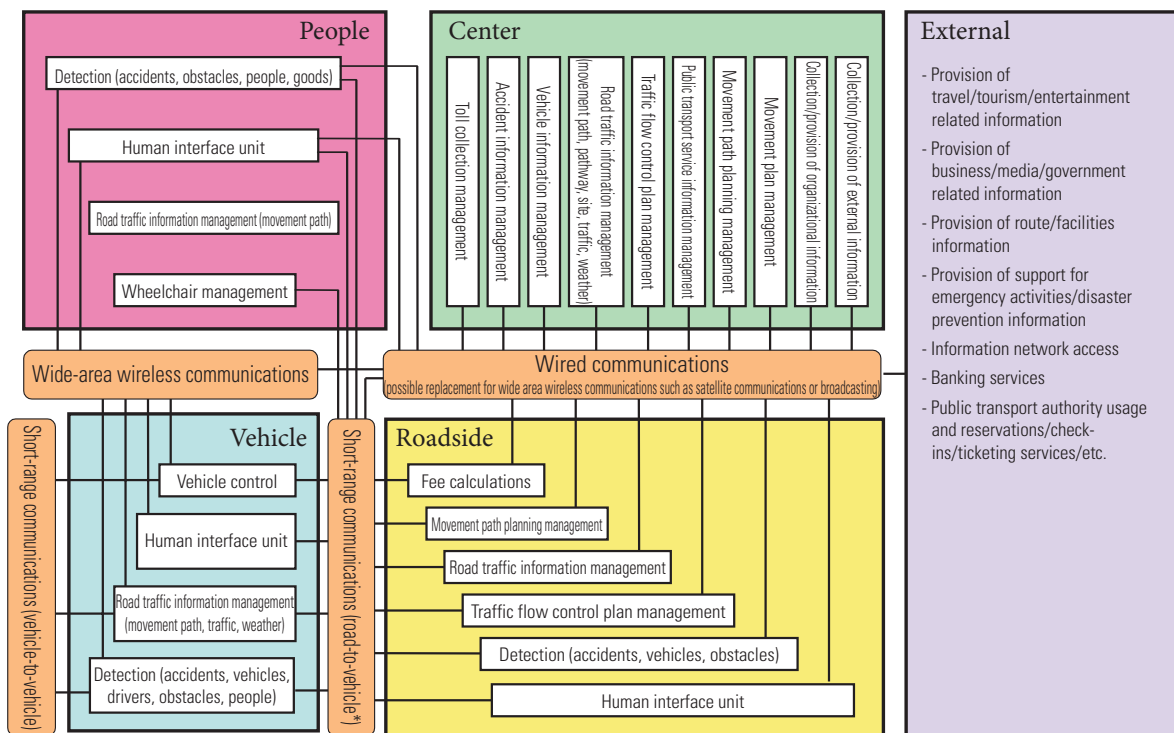 People
Detection (accidents, obstacles, people, goods)
Human interface unit
Road traffic information management (movement path)
Wheelchair management
Center
Toll collection management
Accident information management
Vehicle information management
Road traffic information management
(movement path, pathway, site, traffic, weather)
Traffic flow control plan management
Public transport service information management
Movement path planning management
Movement plan management
Collection/provision of organizational information
Collection/provision of external information
External
- Provision of
travel/tourism/entertainment
related information
- Provision of
business/media/government
related information
- Provision of route/facilities
information
- Provision of support for
emergency activities/disaster
prevention information
- Information network access
- Banking services
- Public transport authority usage
and reservations/check-
ins/ticketing services/etc.
Wide-area wireless communications
Wired communications
(possible replacement for wide area wireless communications such as satellite communications or broadcasting)
Short-range communications (vehicle-to-vehicle)
Vehicle
Vehicle control
Human interface unit
Road traffic information management
(movement path, traffic, weather)
Detection (accidents, vehicles,
drivers, obstacles, people)
Short-range communications (road-to-vehicle*)
Roadside
Fee calculations
Movement path planning management
Road traffic information management
Traffic flow control plan management
Detection (accidents, vehicles, obstacles)
Human interface unit